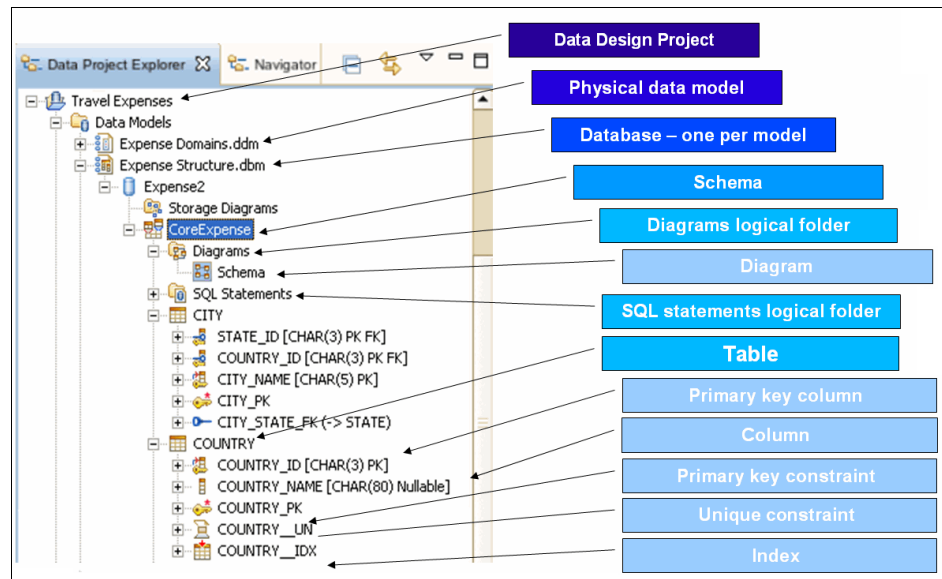 Data Design Project
Data Project Explorer
Navigator
Physical data model
Travel Expenses
Data Models
Database – one per model
Expense Domains.ddm
Expense Structure.dbm
Schema
Expense2
Storage Diagrams
CoreExpense
Diagrams logical folder
Diagrams
Diagram
Schema
SQL Statements
SQL statements logical folder
CITY
STATE_ID [CHAR(3) PK FK]
Table
COUNTRY_ID [CHAR(3) PK FK]
CITY_NAME [CHAR(5) PK]
Primary key column
CITY_PK
CITY_STATE_FK (-> STATE)
Column
COUNTRY
COUNTRY_ID [CHAR(3) PK]
Primary key constraint
COUNTRY_NAME [CHAR(80) Nullable]
COUNTRY_PK
Unique constraint
COUNTRY__UN
COUNTRY__IDX
Index